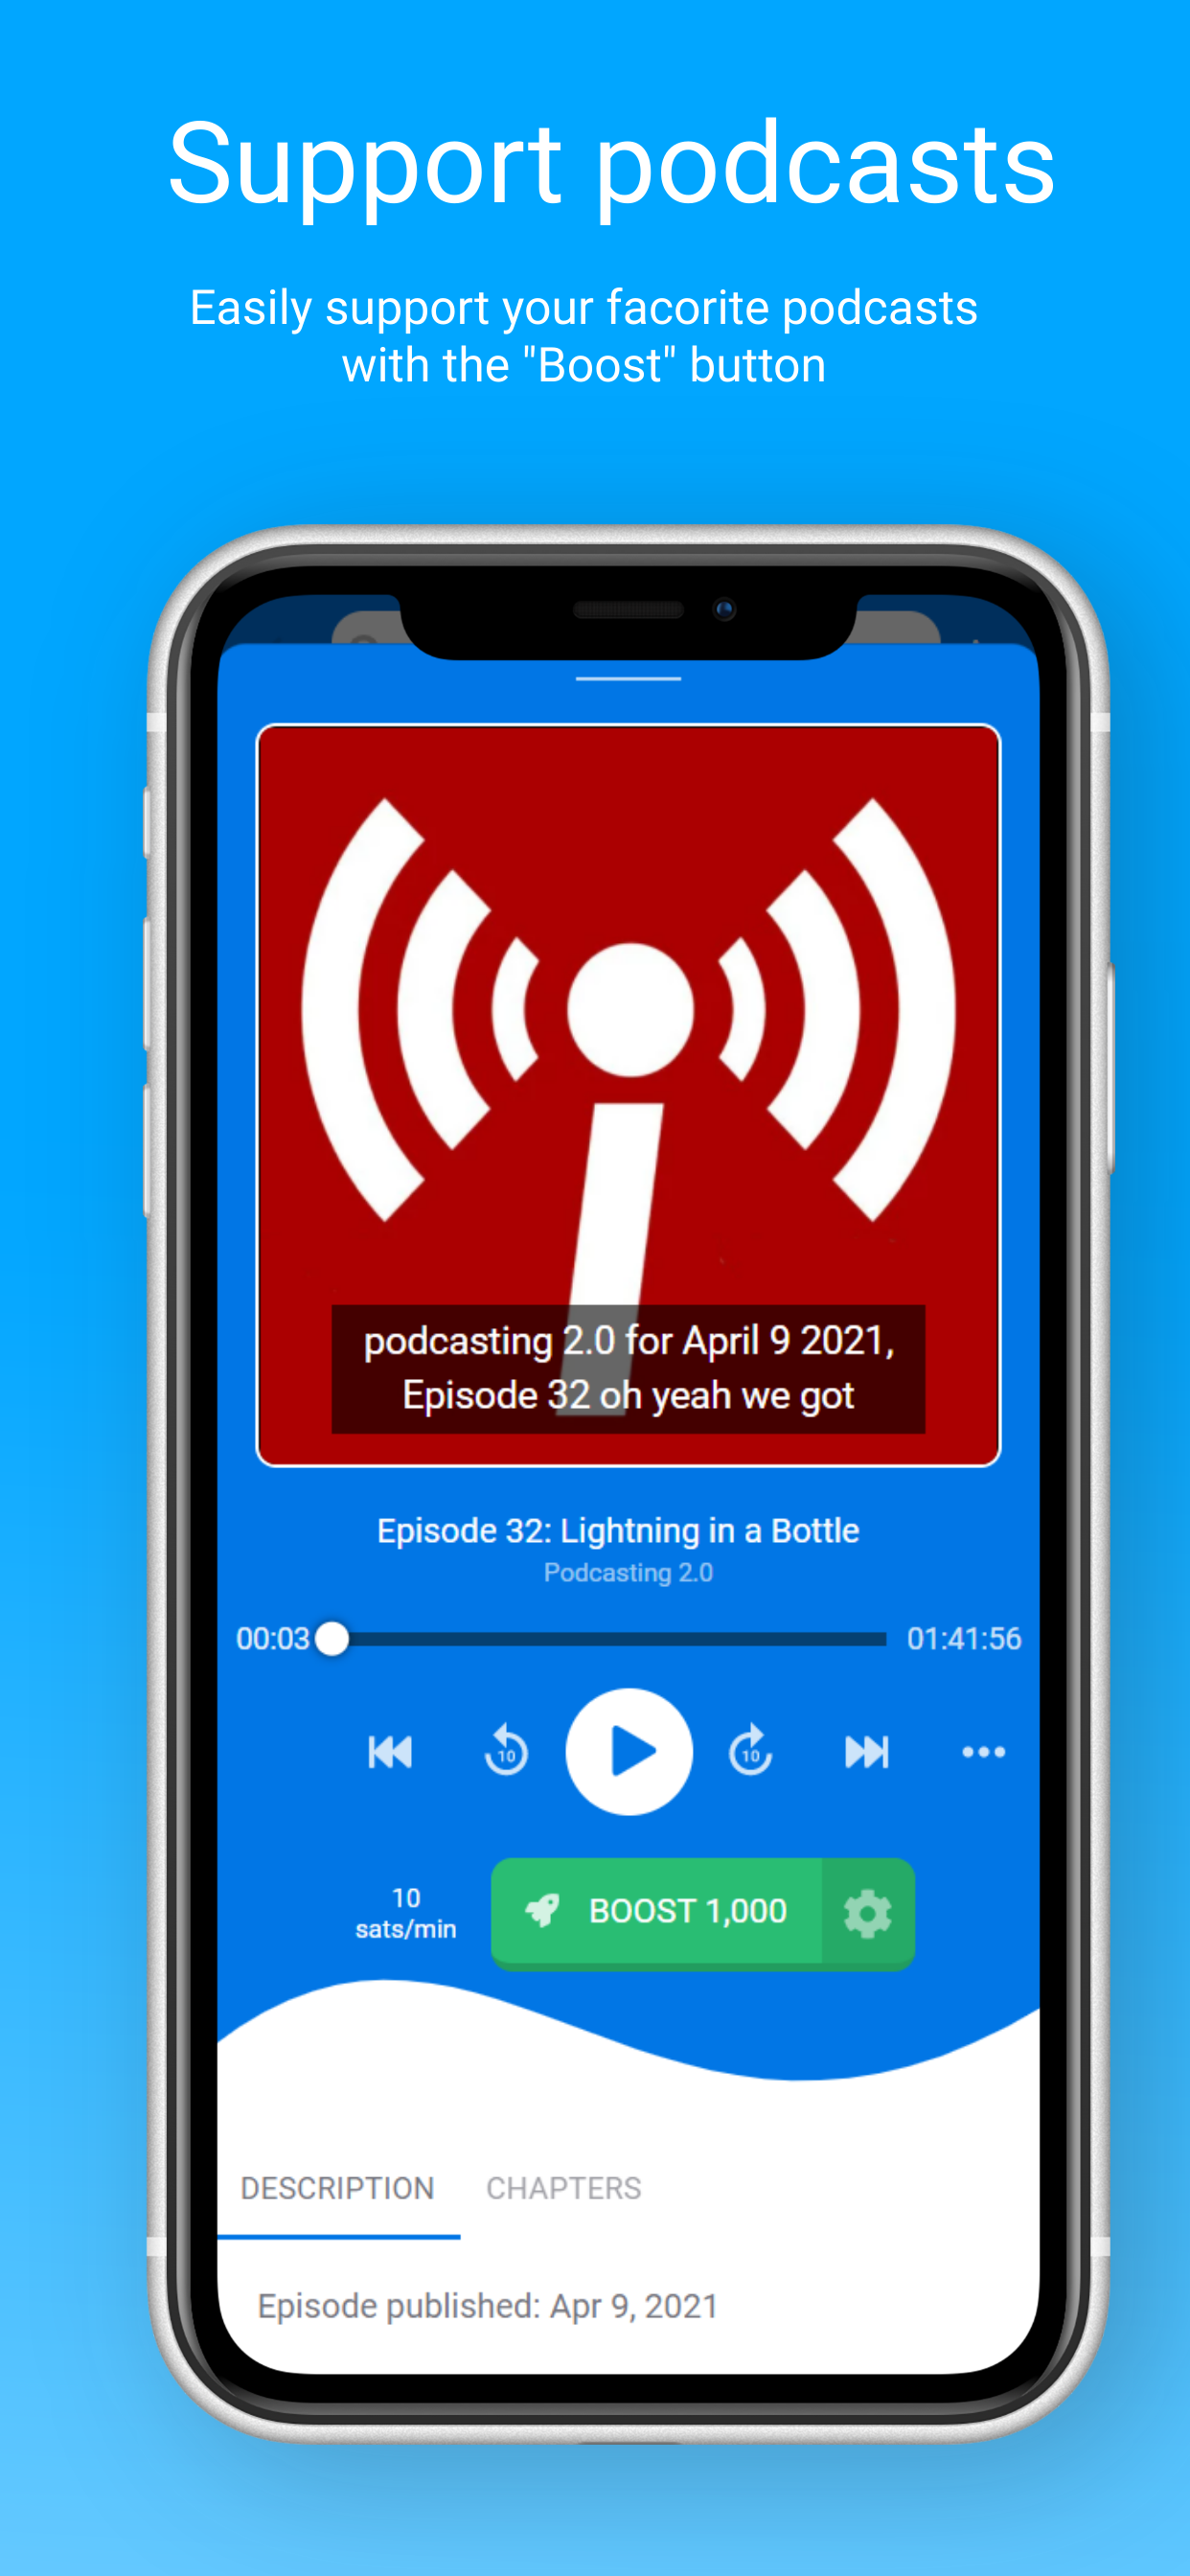 Support podcasts
Easily support your facorite podcasts
with the "Boost" button
podcasting 2.0 for April 9 2021,
Episode 32 oh yeah we got
Episode 32: Lightning in a Bottle
Podcasting 2.0
00:03 01:41:56
10 10
10
sats/min
BOOST 1,000
DESCRIPTION CHAPTERS
Episode published: Apr 9, 2021